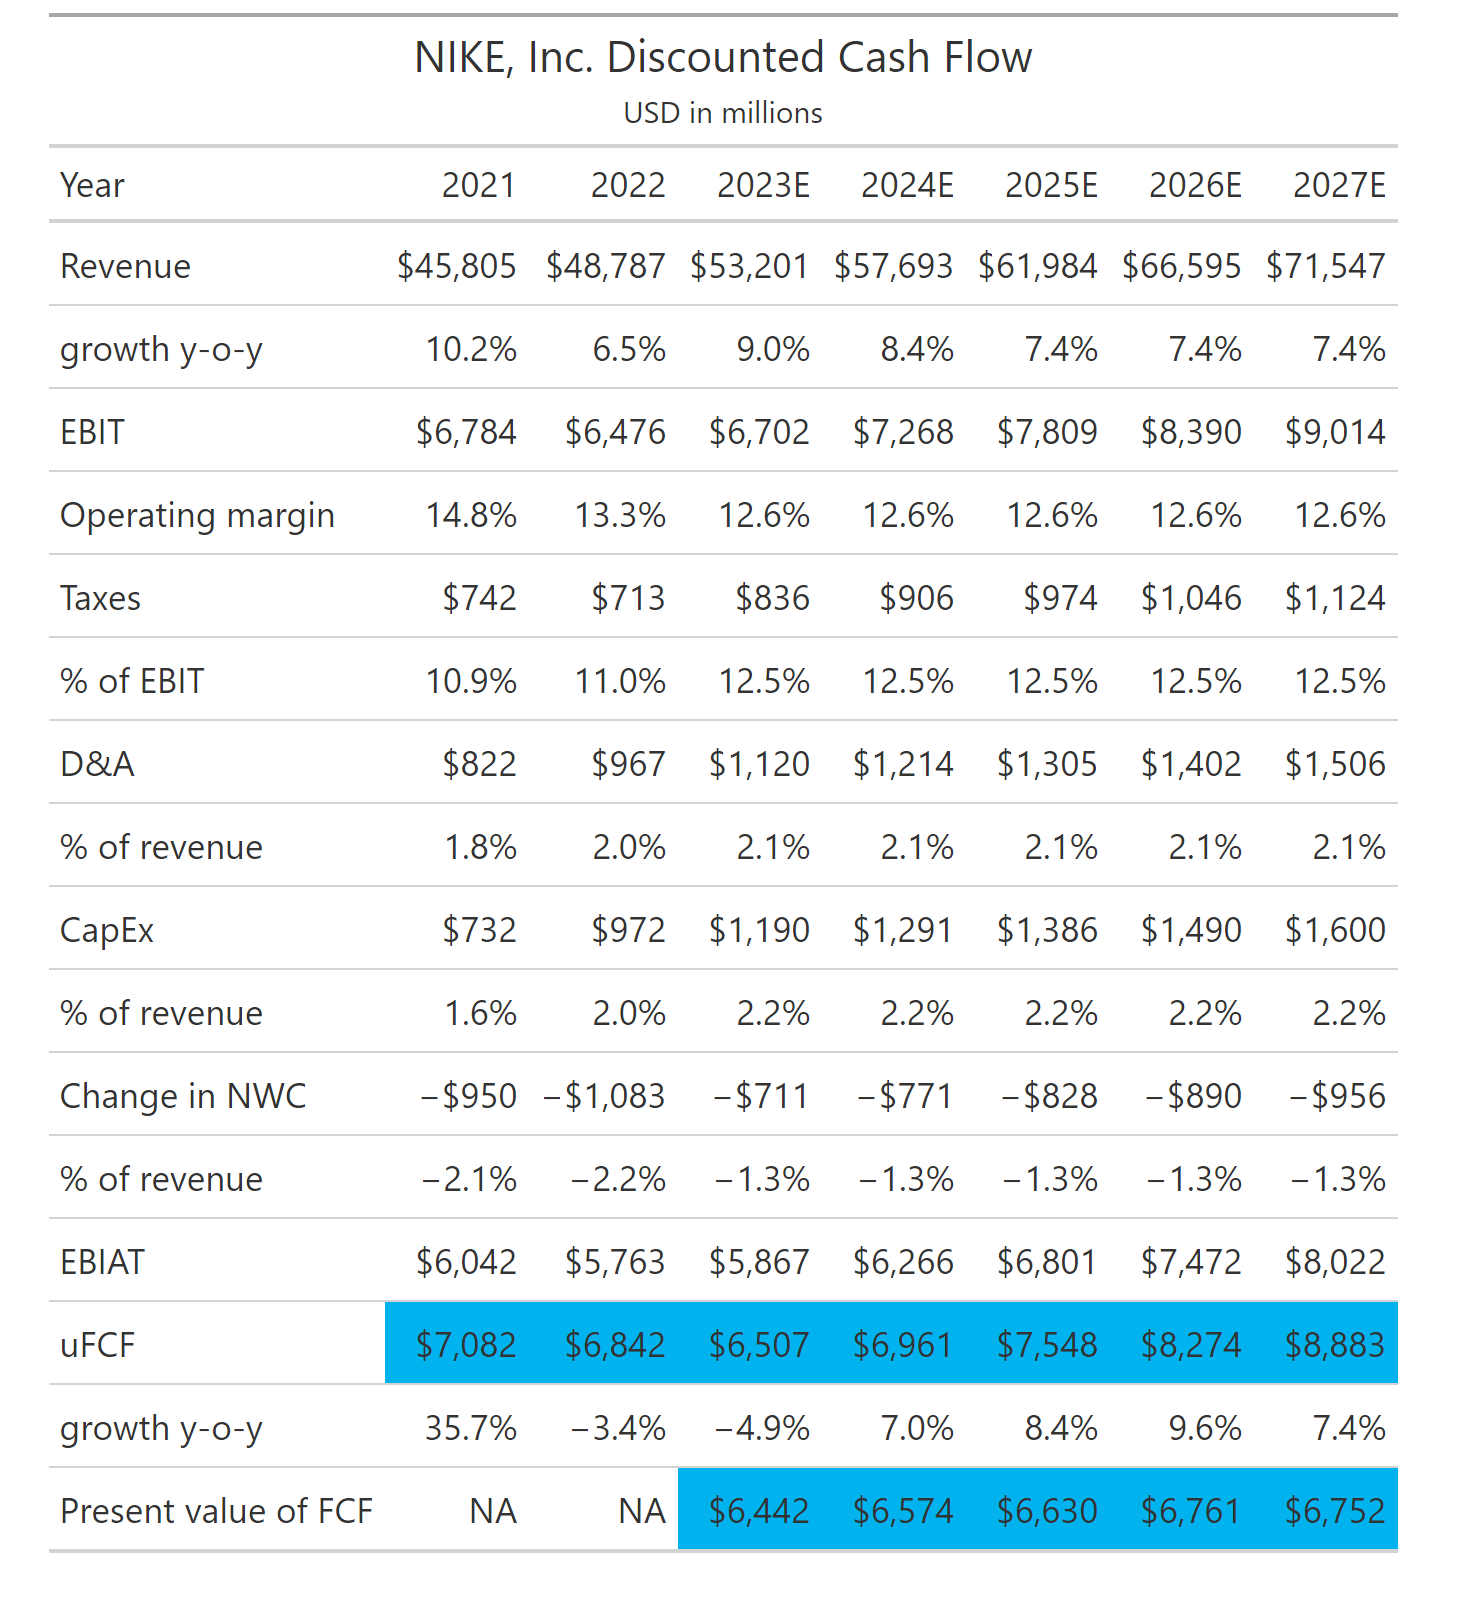 NIKE, Inc. Discounted Cash Flow
USD in millions
Year 2021 2022 2023E 2024E 2025E 2026E 2027E
Revenue $45,805 $48,787 $53,201 $57,693 $61,984 $66,595 $71,547
growth y-o-y 10.2% 6.5% 9.0% 8.4% 7.4% 7.4% 7.4%
EBIT $6,784 $6,476 $6,702 $7,268 $7,809 $8,390 $9,014
Operating margin 14.8% 13.3% 12.6% 12.6% 12.6% 12.6% 12.6%
Taxes $742 $713 $836 $906 $974 $1,046 $1,124
% of EBIT 10.9% 11.0% 12.5% 12.5% 12.5% 12.5% 12.5%
D&A $822 $967 $1,120 $1,214 $1,305 $1,402 $1,506
% of revenue 1.8% 2.0% 2.1% 2.1% 2.1% 2.1% 2.1%
CapEx $732 $972 $1,190 $1,291 $1,386 $1,490 $1,600
% of revenue 1.6% 2.0% 2.2% 2.2% 2.2% 2.2% 2.2%
Change in NWC −$950 −$1,083 −$711 −$771 −$828 −$890 −$956
% of revenue −2.1% −2.2% −1.3% −1.3% −1.3% −1.3% −1.3%
EBIAT $6,042 $5,763 $5,867 $6,266 $6,801 $7,472 $8,022
uFCF $7,082 $6,842 $6,507 $6,961 $7,548 $8,274 $8,883
growth y-o-y 35.7% −3.4% −4.9% 7.0% 8.4% 9.6% 7.4%
Present value of FCF NA NA $6,442 $6,574 $6,630 $6,761 $6,752